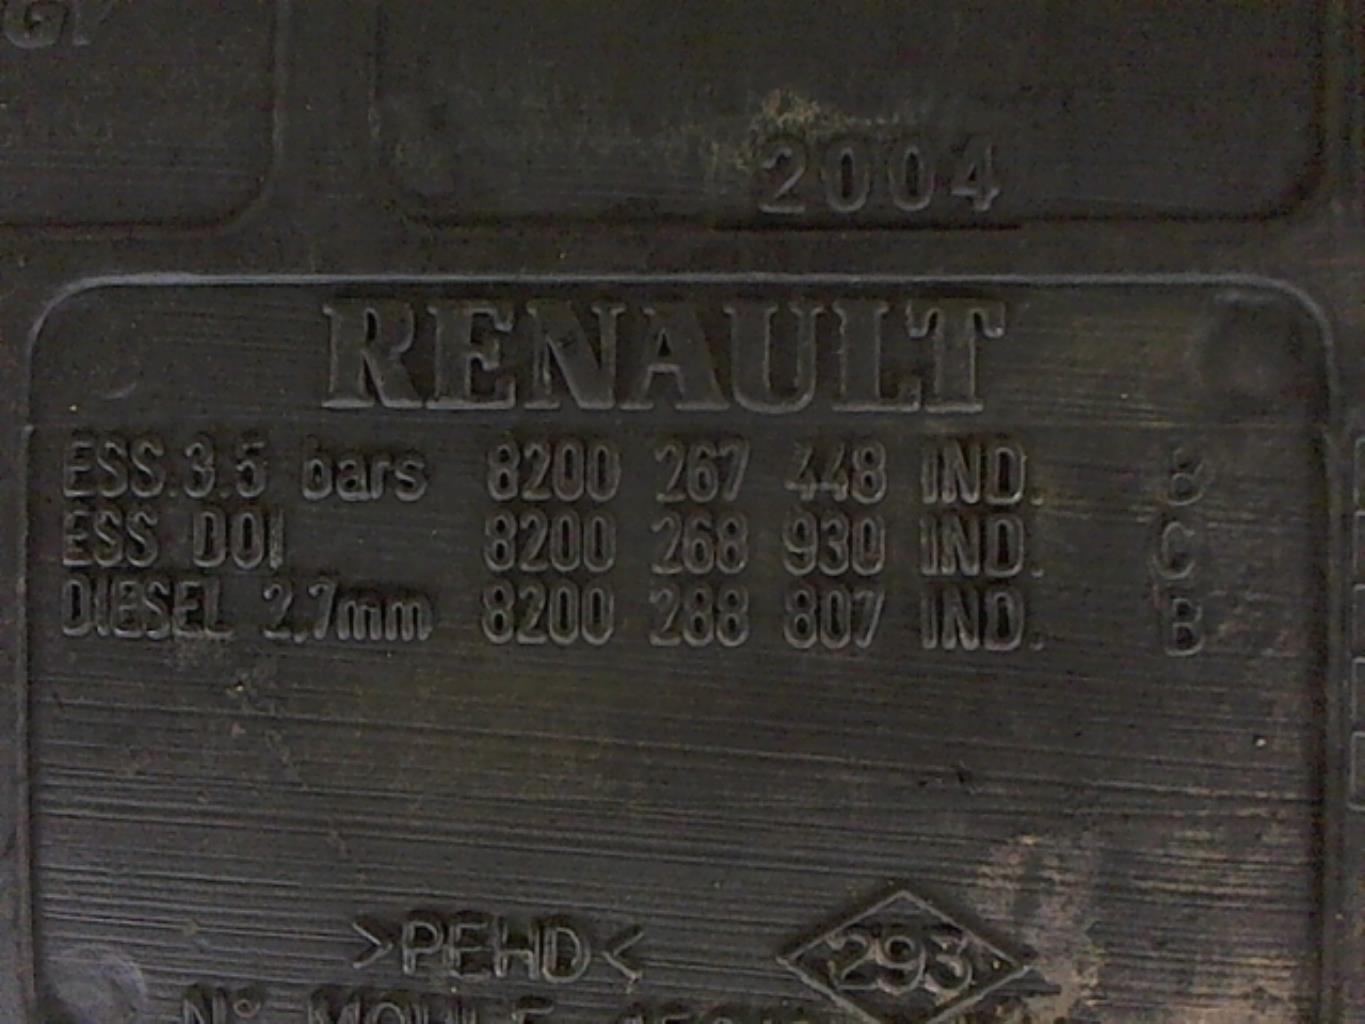 2004
RENAULT
ESS.3.5 bars 8200 267 448 IND. B
ESS DOI 8200 268 930 IND. C
DIESEL 2,7mm 8200 288 807 IND. B
>PEHD< 293
N° MOULE